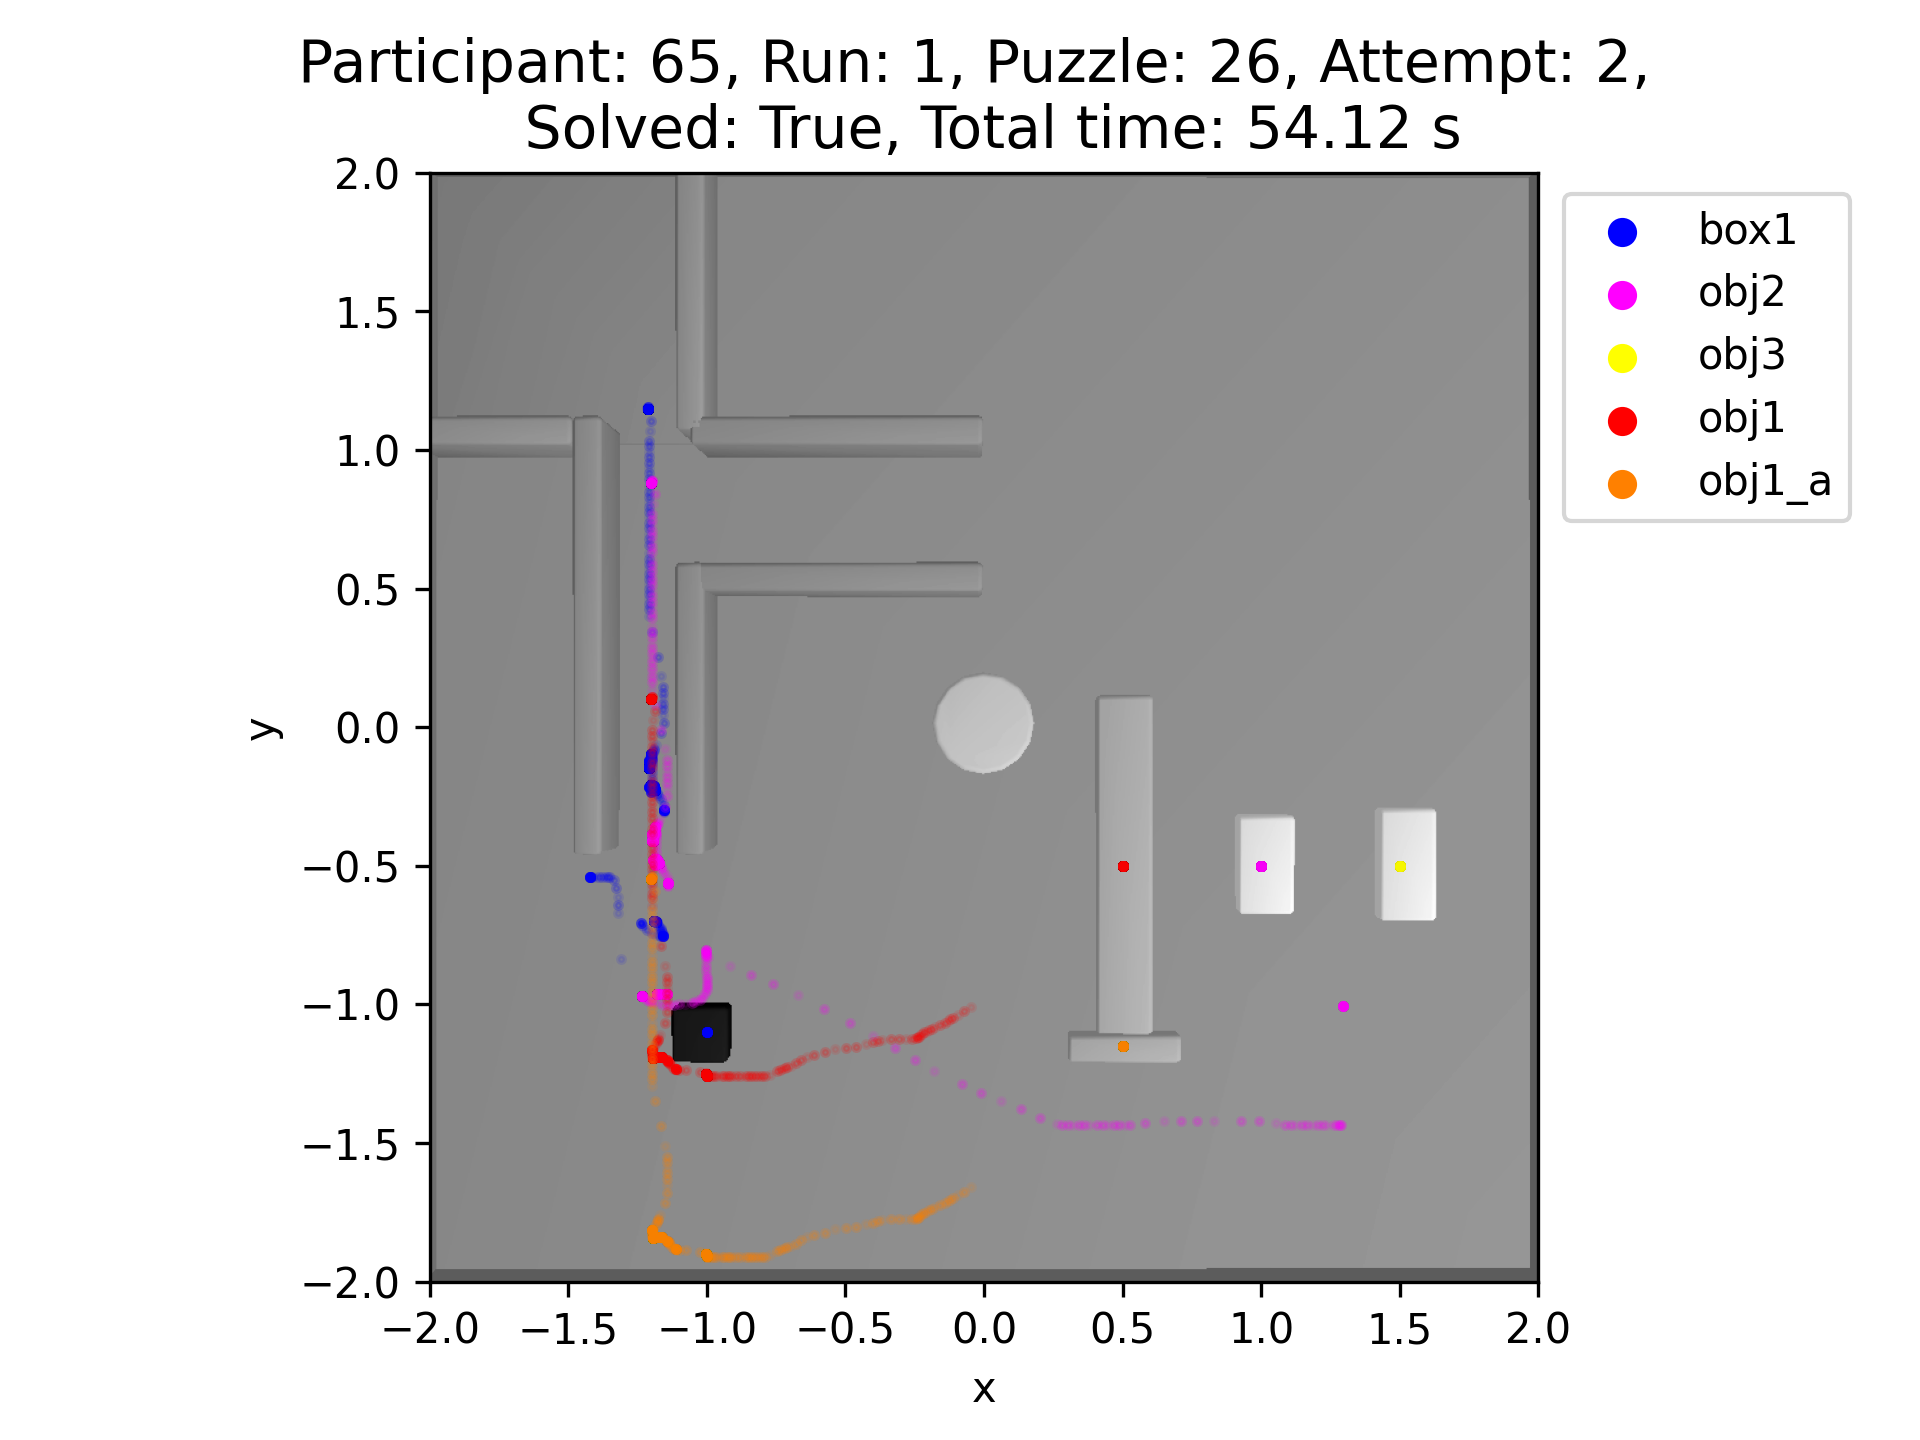 Participant: 65, Run: 1, Puzzle: 26, Attempt: 2,
Solved: True, Total time: 54.12 s
2.0
1.5
1.0
0.5
0.0
−0.5
−1.0
−1.5
−2.0
y
−2.0 −1.5 −1.0 −0.5 0.0 0.5 1.0 1.5 2.0
x
box1
obj2
obj3
obj1
obj1_a